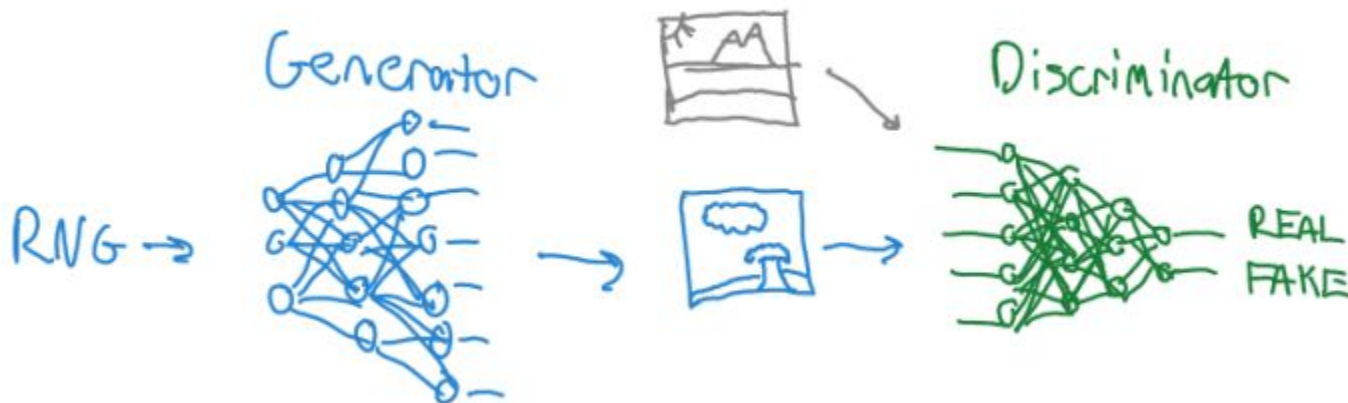 Generator
Discriminator
RNG
REAL
FAKE